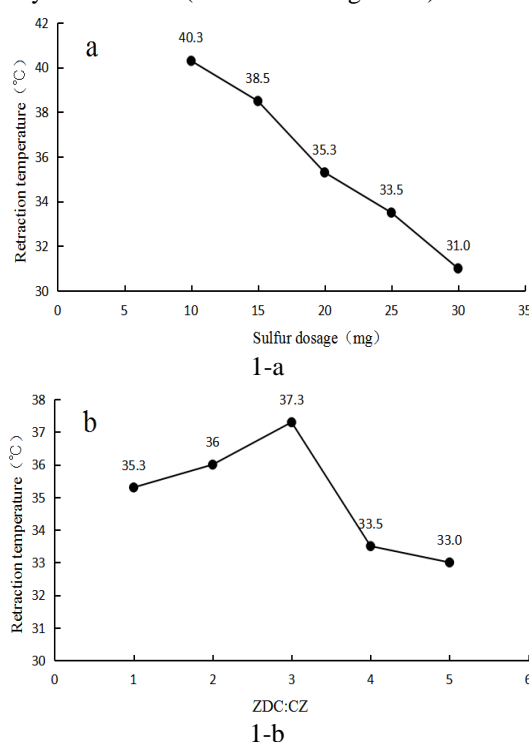 a
Retraction temperature（℃）
42
40
38
36
34
32
30
40.3
38.5
35.3
33.5
31.0
0 5 10 15 20 25 30 35
Sulfur dosage（mg）
1-a
b
Retraction temperature（℃）
38
37
36
35
34
33
32
31
30
35.3
36
37.3
33.5
33.0
0 1 2 3 4 5 6
ZDC:CZ
1-b